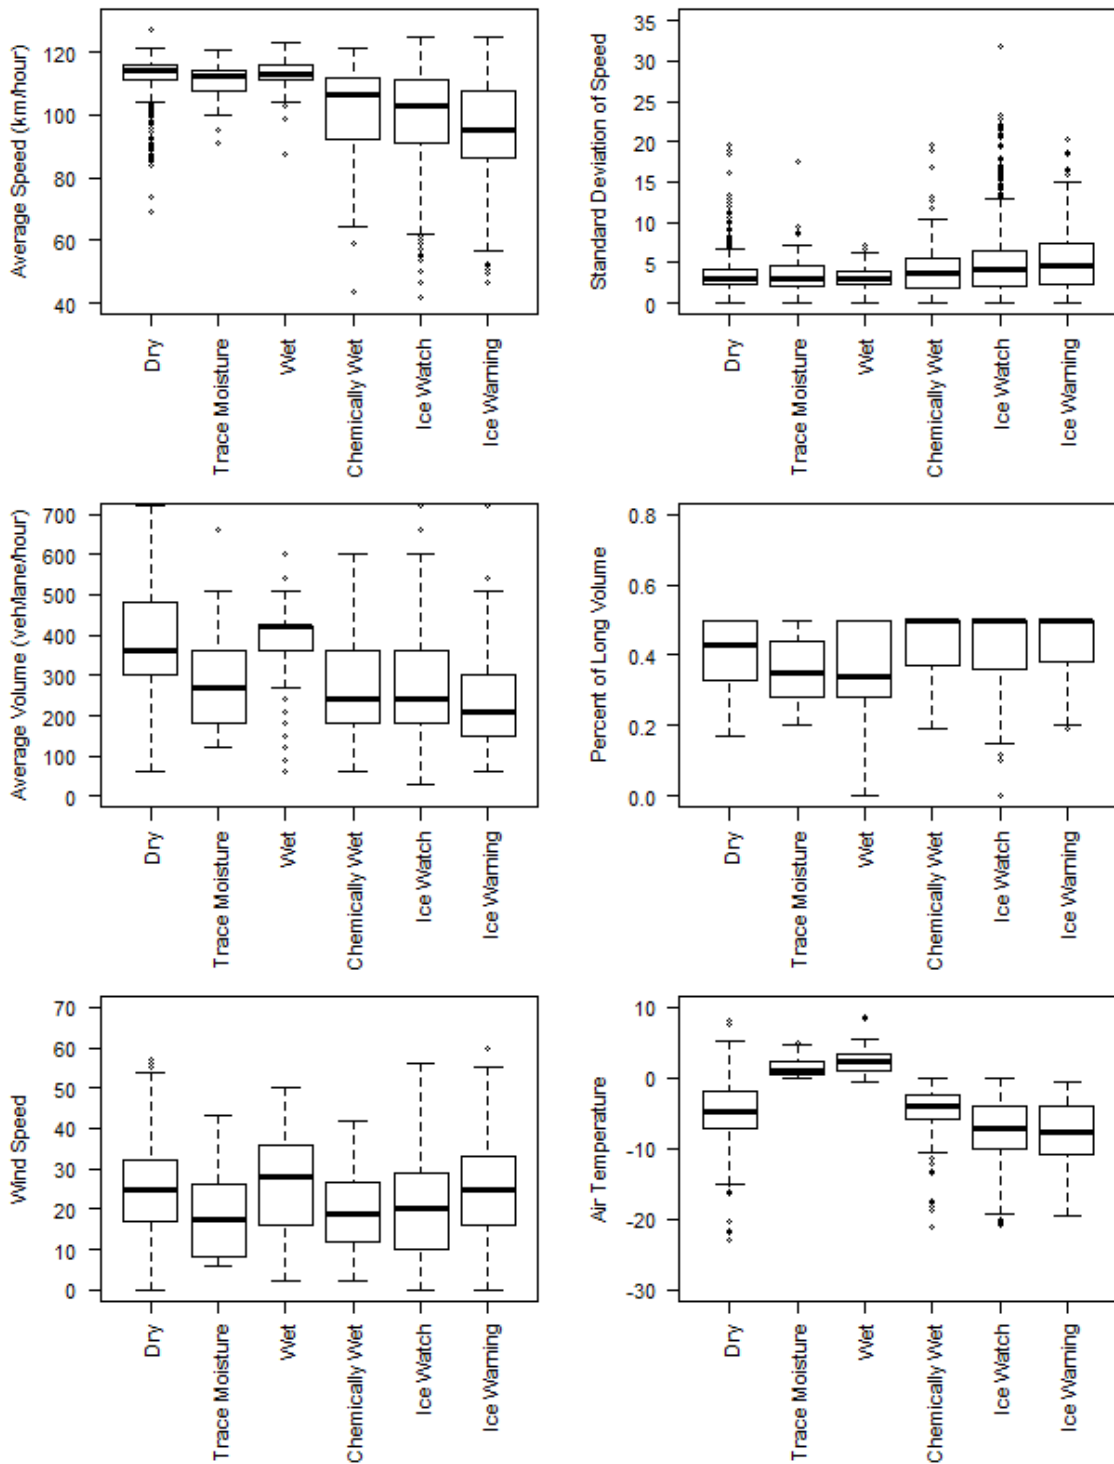 Average Speed (km/hour)
120
100
80
60
40
Dry
Trace Moisture
Wet
Chemically Wet
Ice Watch
Ice Warning
Standard Deviation of Speed
35
30
25
20
15
10
5
0
Dry
Trace Moisture
Wet
Chemically Wet
Ice Watch
Ice Warning
Average Volume (veh/lane/hour)
700
600
500
400
300
200
100
0
Dry
Trace Moisture
Wet
Chemically Wet
Ice Watch
Ice Warning
Percent of Long Volume
0.8
0.6
0.4
0.2
0.0
Dry
Trace Moisture
Wet
Chemically Wet
Ice Watch
Ice Warning
Wind Speed
70
60
50
40
30
20
10
0
Dry
Trace Moisture
Wet
Chemically Wet
Ice Watch
Ice Warning
Air Temperature
10
0
-10
-20
-30
Dry
Trace Moisture
Wet
Chemically Wet
Ice Watch
Ice Warning